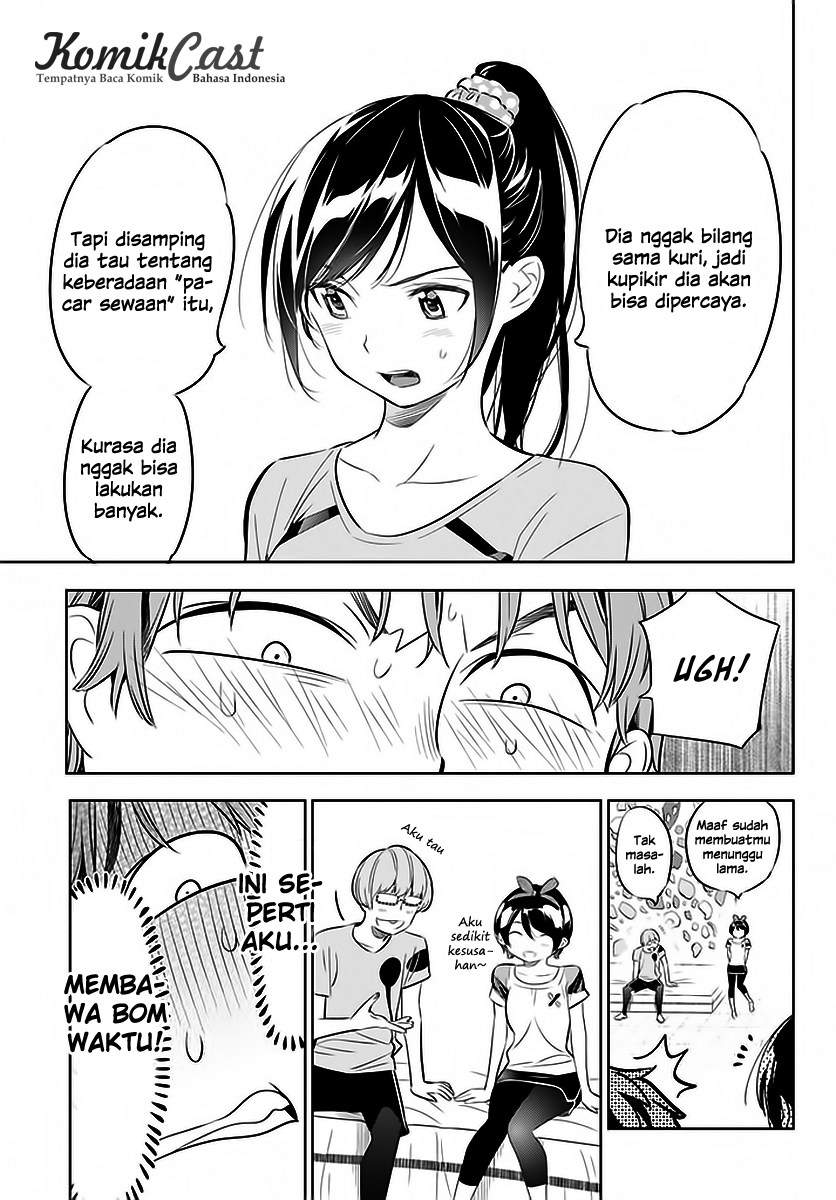 KomikCast
Tempatnya Baca Komik Bahasa Indonesia
Dia nggak bilang
sama kuri, jadi
kupikir dia akan
bisa dipercaya.
Tapi disamping
dia tau tentang
keberadaan "pa-
car sewaan" itu,
Kurasa dia
nggak bisa
lakukan
banyak.
UGH!
Maaf sudah
membuatmu
menunggu
lama.
Tak
masa-
lah.
Aku tau
Aku
sedikit
kesusa-
han~
INI SE-
PERTI
AKU...!!
MEMBA-
WA BOM
WAKTU!